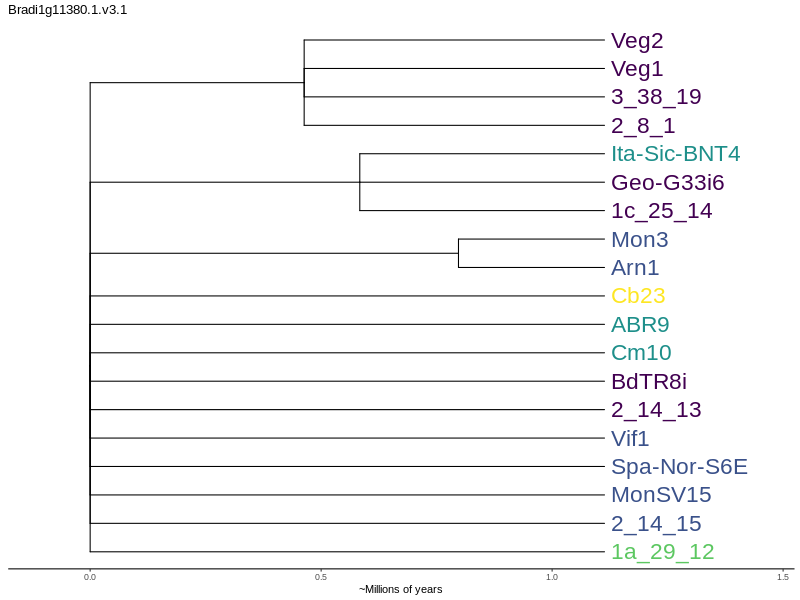 Bradi1g11380.1.v3.1
Veg2
Veg1
3_38_19
2_8_1
Ita-Sic-BNT4
Geo-G33i6
1c_25_14
Mon3
Arn1
Cb23
ABR9
Cm10
BdTR8i
2_14_13
Vif1
Spa-Nor-S6E
MonSV15
2_14_15
1a_29_12
0.0 0.5 1.0 1.5
~Millions of years